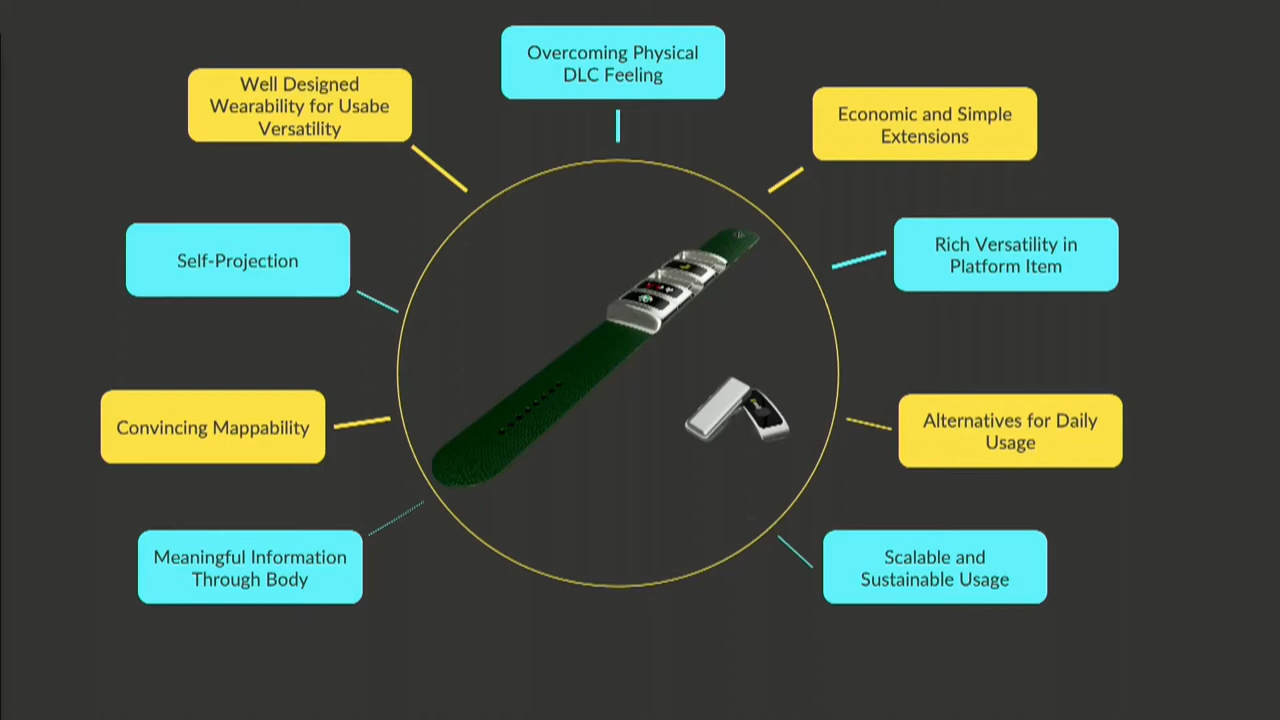 Overcoming Physical
DLC Feeling
Well Designed
Wearability for Usabe
Versatility
Economic and Simple
Extensions
Self-Projection
Rich Versatility in
Platform Item
Convincing Mappability
Alternatives for Daily
Usage
Meaningful Information
Through Body
Scalable and
Sustainable Usage